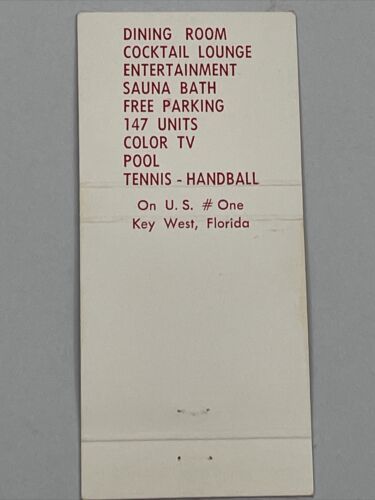 DINING ROOM
COCKTAIL LOUNGE
ENTERTAINMENT
SAUNA BATH
FREE PARKING
147 UNITS
COLOR TV
POOL
TENNIS - HANDBALL
On U. S. # One
Key West, Florida